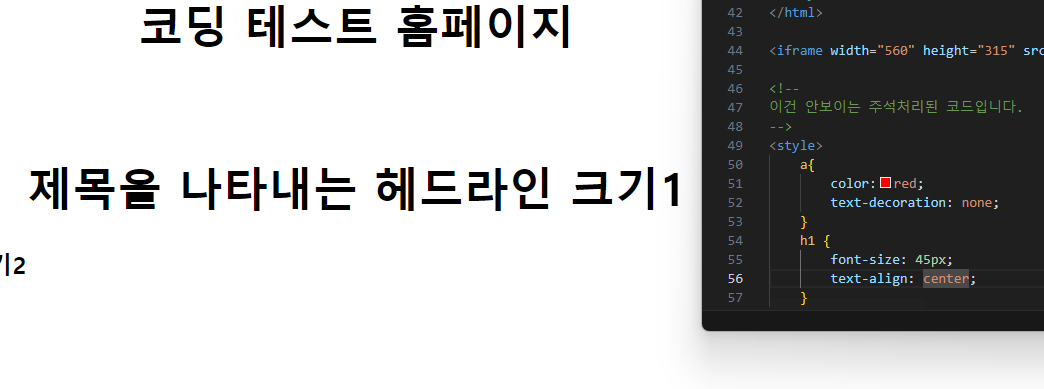 코딩 테스트 홈페이지
제목을 나타내는 헤드라인 크기1
기2
42 </html>
43
44 <iframe width="560" height="315" src
45
46 <!--
47 이건 안보이는 주석처리된 코드입니다.
48 -->
49 <style>
50 a{
51 color:red;
52 text-decoration: none;
53 }
54 h1 {
55 font-size: 45px;
56 text-align: center;
57 }